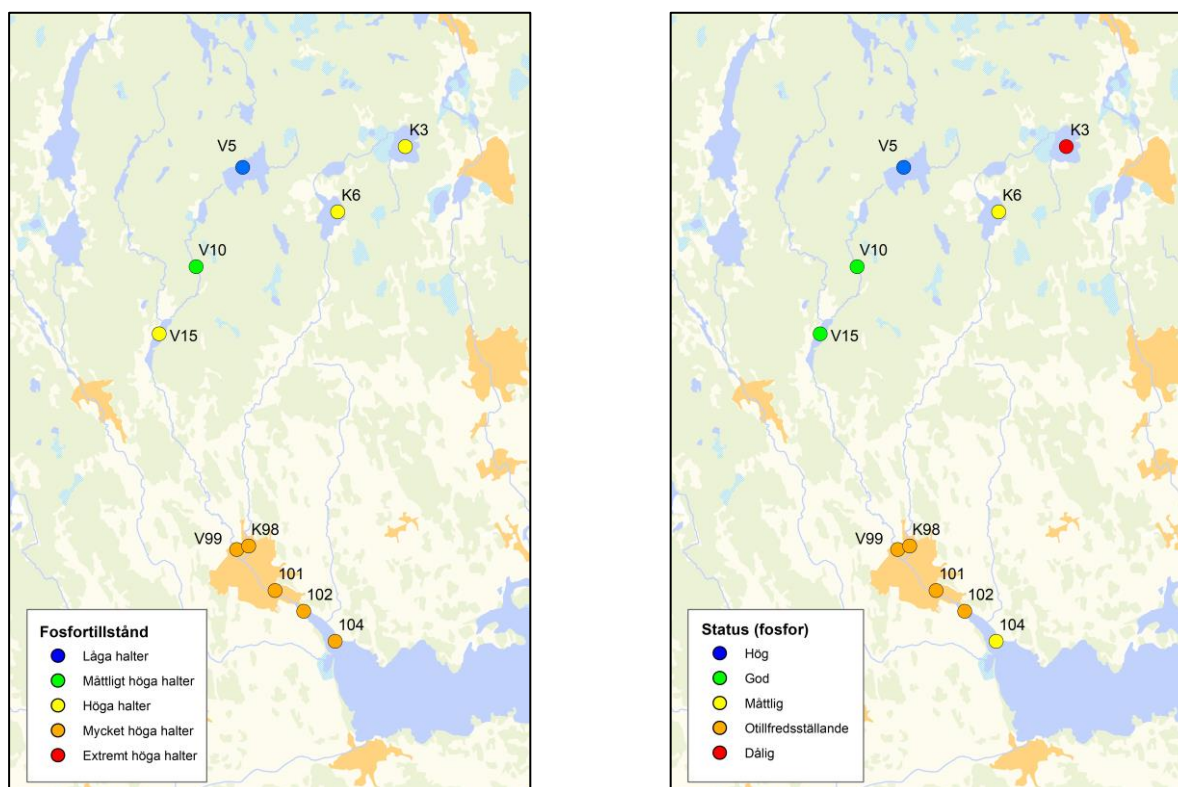 K3
V5
K6
V10
V15
V99
K98
101
102
104
Fosfortillstånd
Låga halter
Måttligt höga halter
Höga halter
Mycket höga halter
Extremt höga halter
K3
V5
K6
V10
V15
V99
K98
101
102
104
Status (fosfor)
Hög
God
Måttlig
Otillfredsställande
Dålig